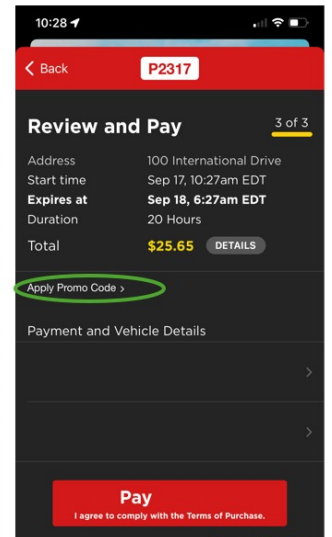 10:28
Back P2317
Review and Pay 3 of 3
Address 100 International Drive
Start time Sep 17, 10:27am EDT
Expires at Sep 18, 6:27am EDT
Duration 20 Hours
Total $25.65 DETAILS
Apply Promo Code >
Payment and Vehicle Details
Pay
I agree to comply with the Terms of Purchase.